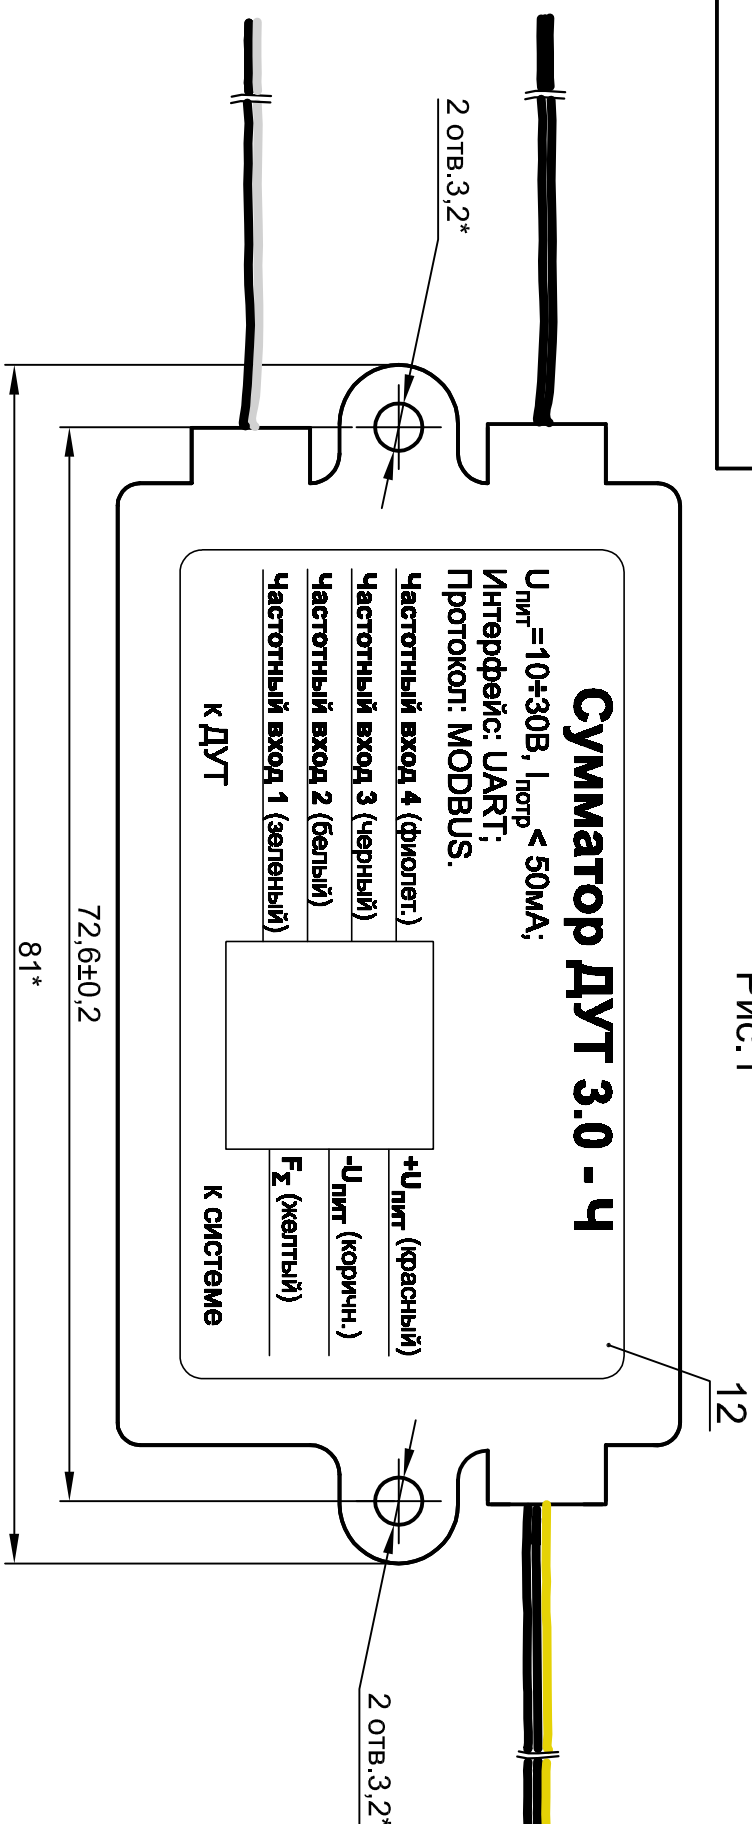 Рис.1
12
2 отв.3,2*
Сумматор ДУТ 3.0 - Ч
Uпит=10÷30В, Iпотр < 50мА;
Интерфейс: UART;
Протокол: MODBUS.
Частотный вход 4 (фиолет.)
Частотный вход 3 (черный)
Частотный вход 2 (белый)
Частотный вход 1 (зеленый)
к ДУТ
+Uпит (красный)
-Uпит (коричн.)
FΣ (желтый)
к системе
2 отв.3,2*
72,6±0,2
81*